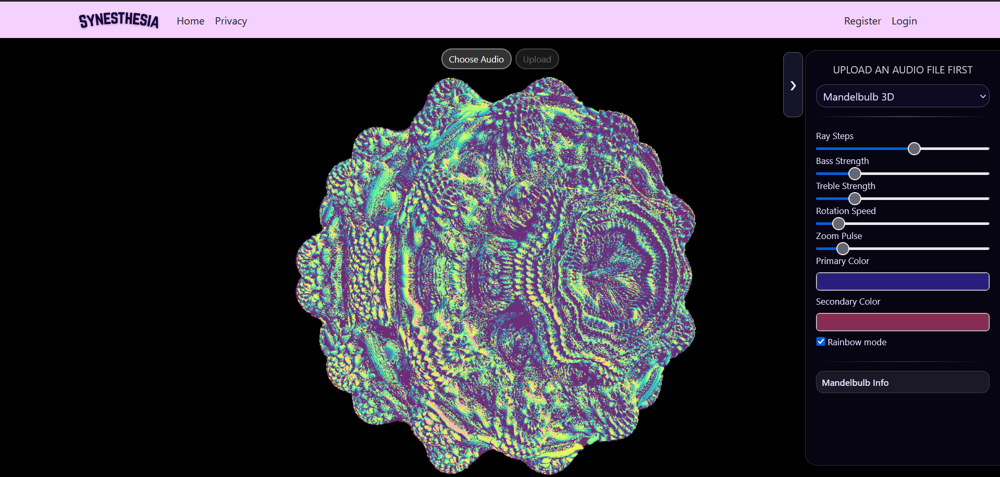 SYNESTHESIA
Home Privacy
Register Login
Choose Audio Upload
UPLOAD AN AUDIO FILE FIRST
Mandelbulb 3D
Ray Steps
Bass Strength
Treble Strength
Rotation Speed
Zoom Pulse
Primary Color
Secondary Color
Rainbow mode
Mandelbulb Info